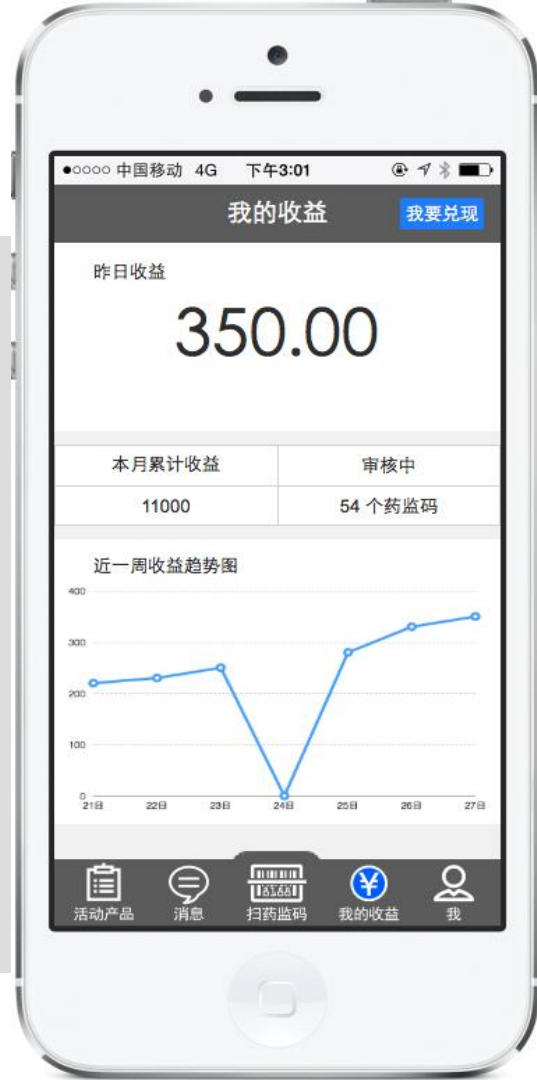 中国移动 4G 下午3:01
我的收益 我要兑现
昨日收益
350.00
本月累计收益 审核中
11000 54 个药监码
近一周收益趋势图
400
300
200
100
0
21日 22日 23日 24日 25日 26日 27日
活动产品 消息 扫药监码 我的收益 我